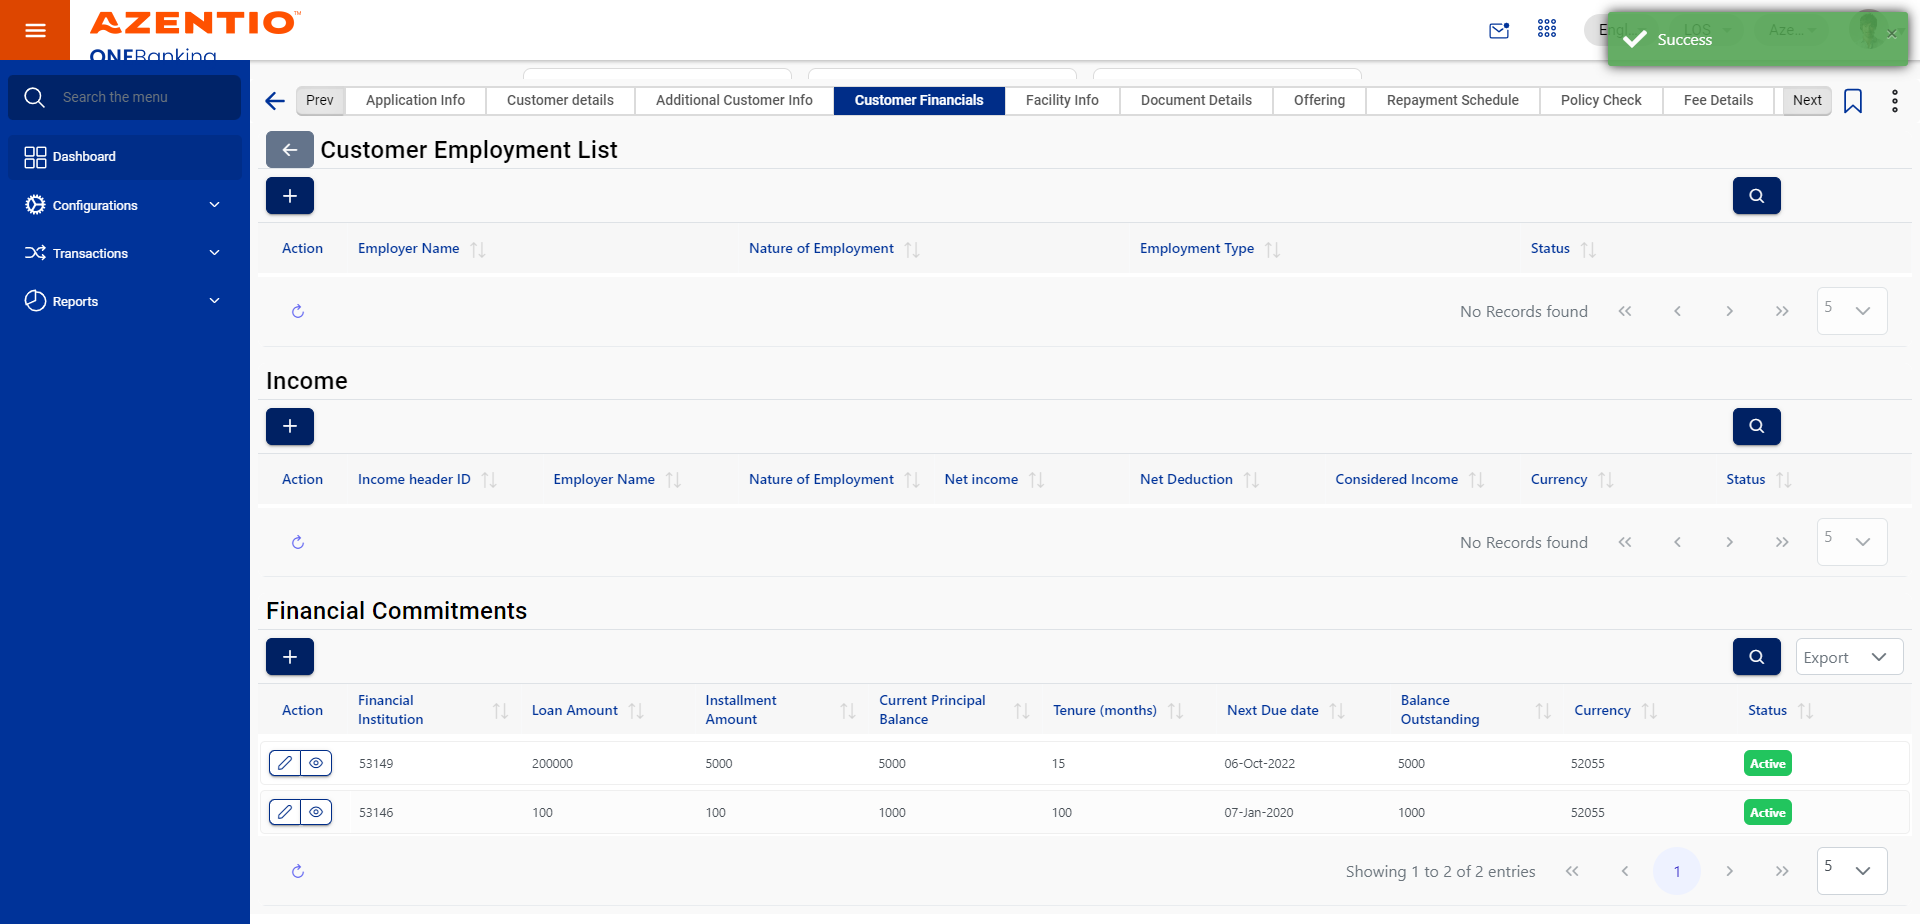 AZENTIO™
ONEBanking
Success
LOS
Aze...
Search the menu
Dashboard
Configurations
Transactions
Reports
Prev
Application Info
Customer details
Additional Customer Info
Customer Financials
Facility Info
Document Details
Offering
Repayment Schedule
Policy Check
Fee Details
Next
Customer Employment List
Action Employer Name Nature of Employment Employment Type Status
No Records found 5
Income
Action Income header ID Employer Name Nature of Employment Net income Net Deduction Considered Income Currency Status
No Records found 5
Financial Commitments
Export
Action Financial Institution Loan Amount Installment Amount Current Principal Balance Tenure (months) Next Due date Balance Outstanding Currency Status
53149 200000 5000 5000 15 06-Oct-2022 5000 52055 Active
53146 100 100 1000 100 07-Jan-2020 1000 52055 Active
Showing 1 to 2 of 2 entries 1 5